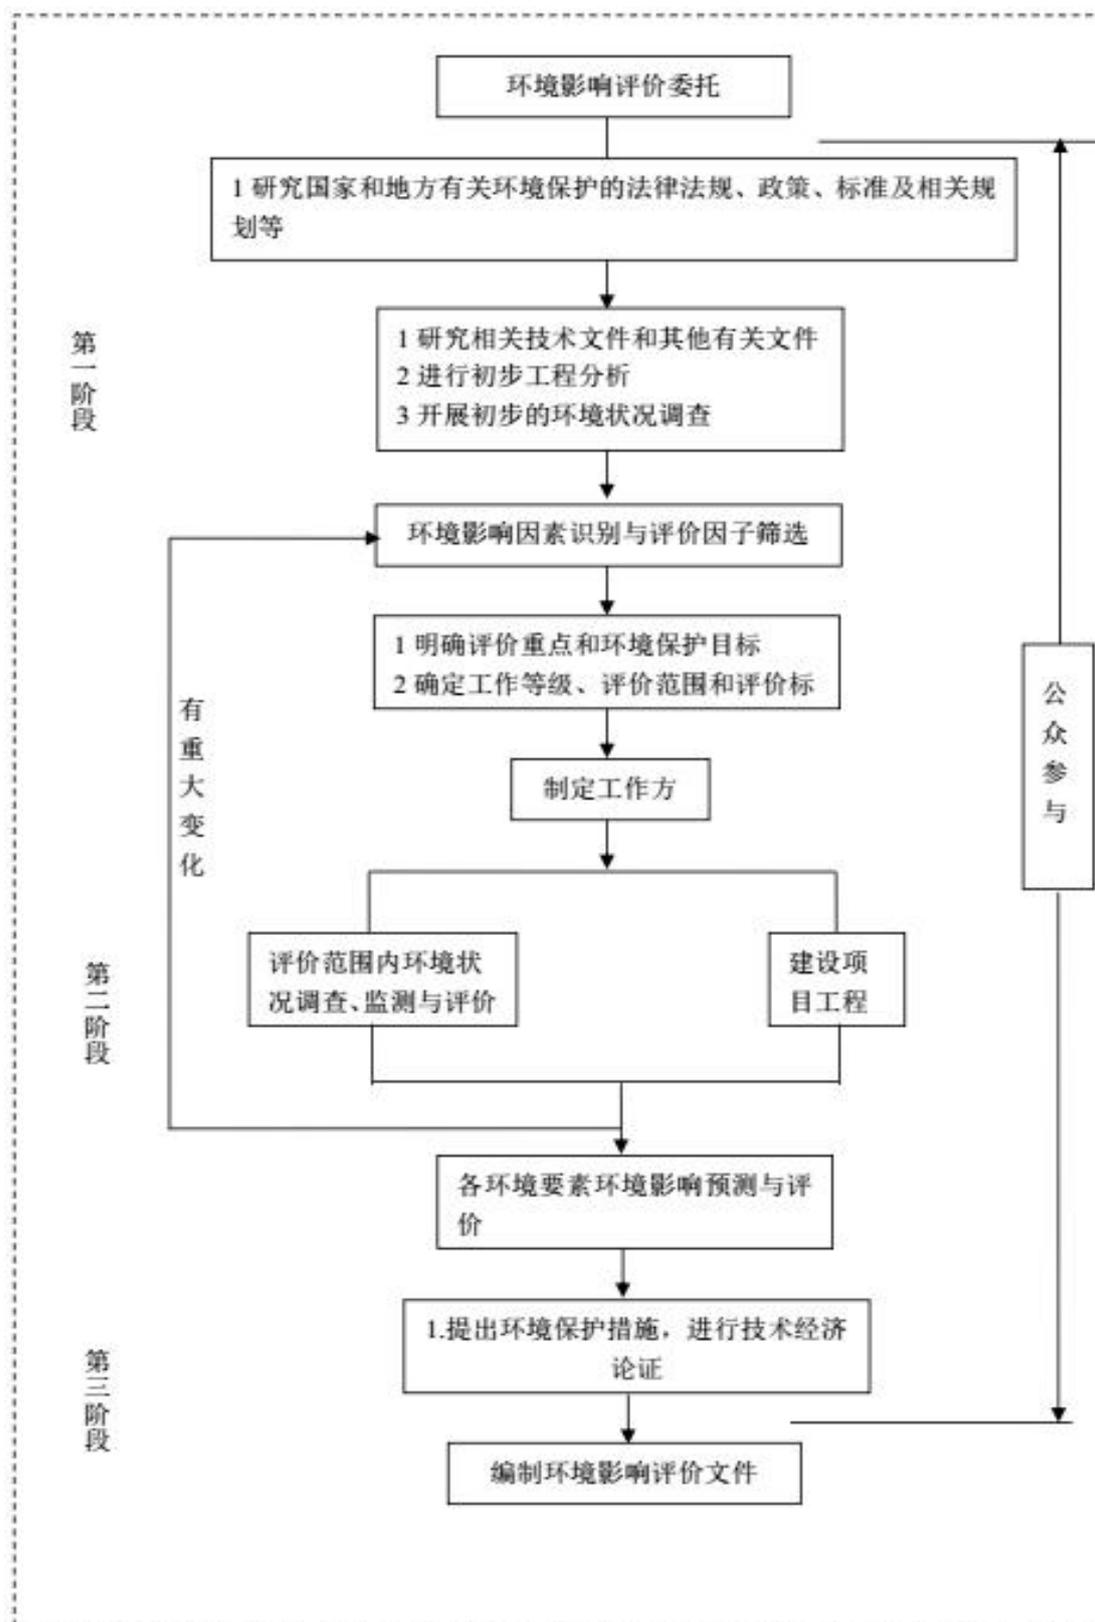 环境影响评价委托
1 研究国家和地方有关环境保护的法律法规、政策、标准及相关规
划等
第一阶段
1 研究相关技术文件和其他有关文件
2 进行初步工程分析
3 开展初步的环境状况调查
环境影响因素识别与评价因子筛选
1 明确评价重点和环境保护目标
2 确定工作等级、评价范围和评价标
有重大变化
公众参与
制定工作方
第二阶段
评价范围内环境状
况调查、监测与评价
建设项
目工程
各环境要素环境影响预测与评
价
第三阶段
1.提出环境保护措施，进行技术经济
论证
编制环境影响评价文件